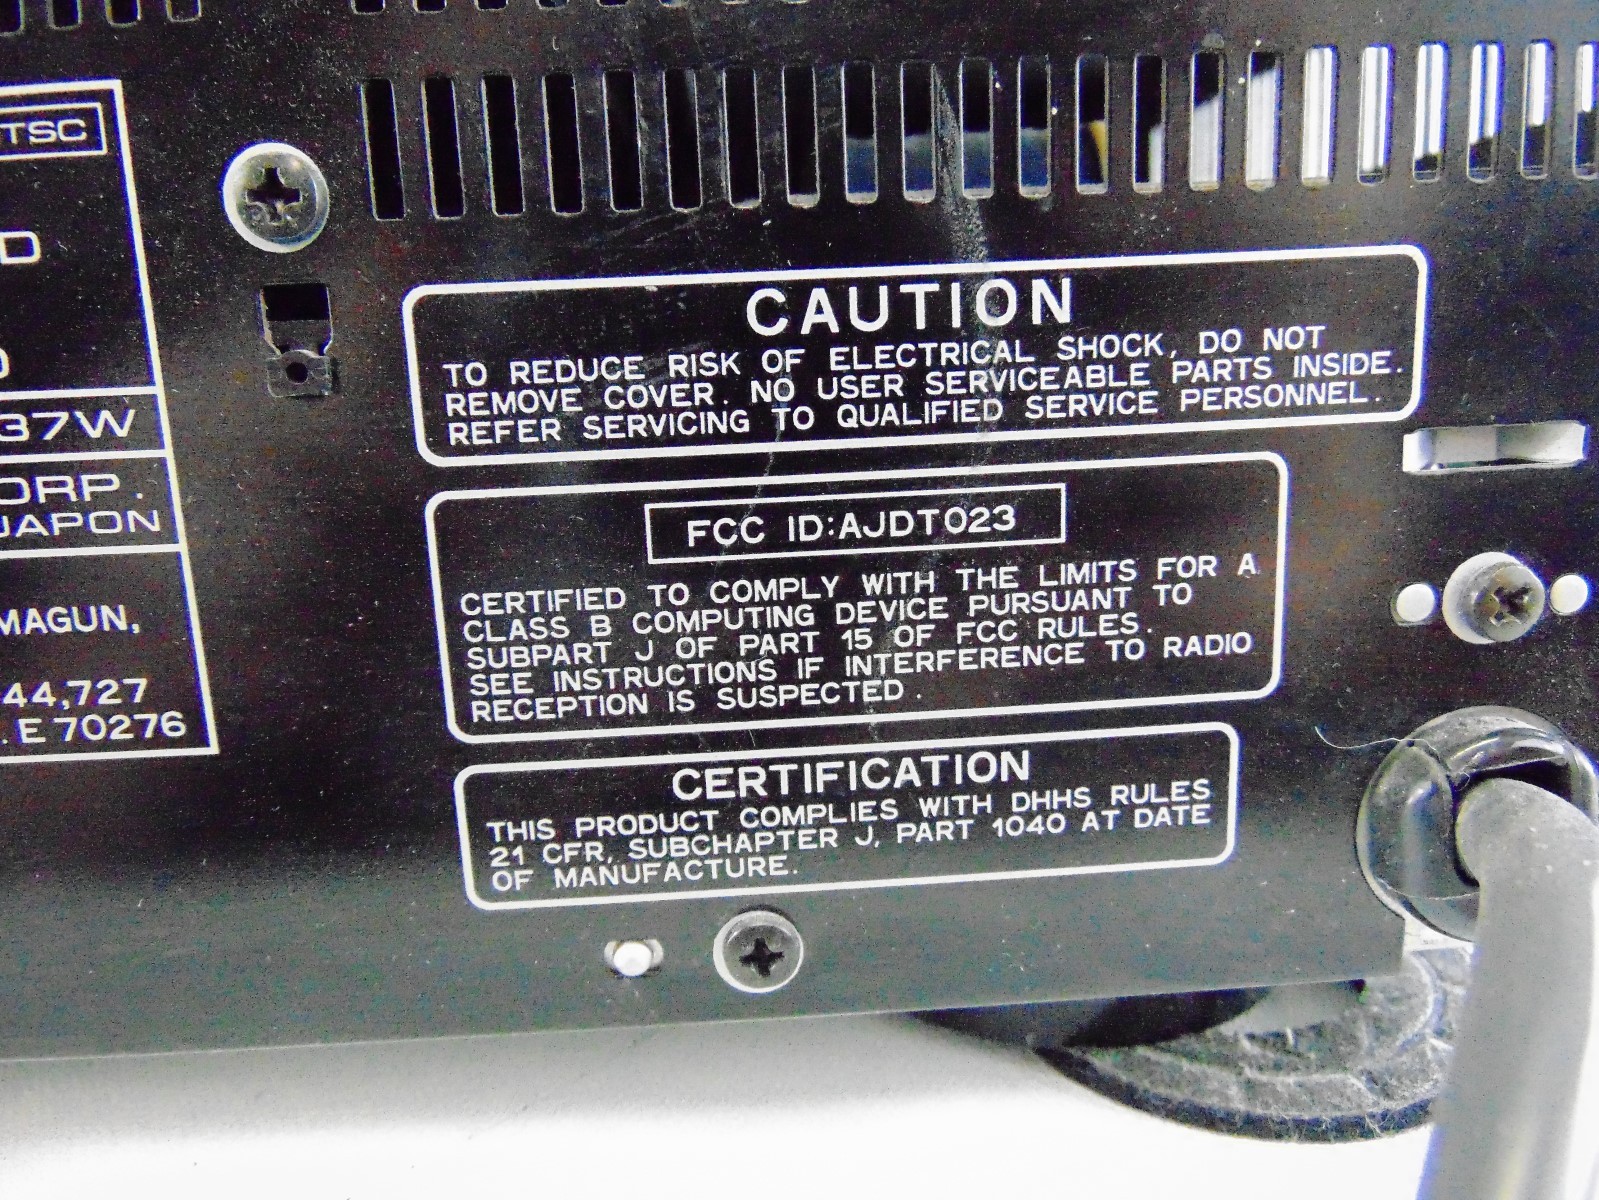 TSC
D
37W
ORP.
JAPON
MAGUN,
44,727
.E 70276
CAUTION
TO REDUCE RISK OF ELECTRICAL SHOCK, DO NOT
REMOVE COVER. NO USER SERVICEABLE PARTS INSIDE.
REFER SERVICING TO QUALIFIED SERVICE PERSONNEL.
FCC ID:AJDT023
CERTIFIED TO COMPLY WITH THE LIMITS FOR A
CLASS B COMPUTING DEVICE PURSUANT TO
SUBPART J OF PART 15 OF FCC RULES.
SEE INSTRUCTIONS IF INTERFERENCE TO RADIO
RECEPTION IS SUSPECTED.
CERTIFICATION
THIS PRODUCT COMPLIES WITH DHHS RULES
21 CFR, SUBCHAPTER J, PART 1040 AT DATE
OF MANUFACTURE.